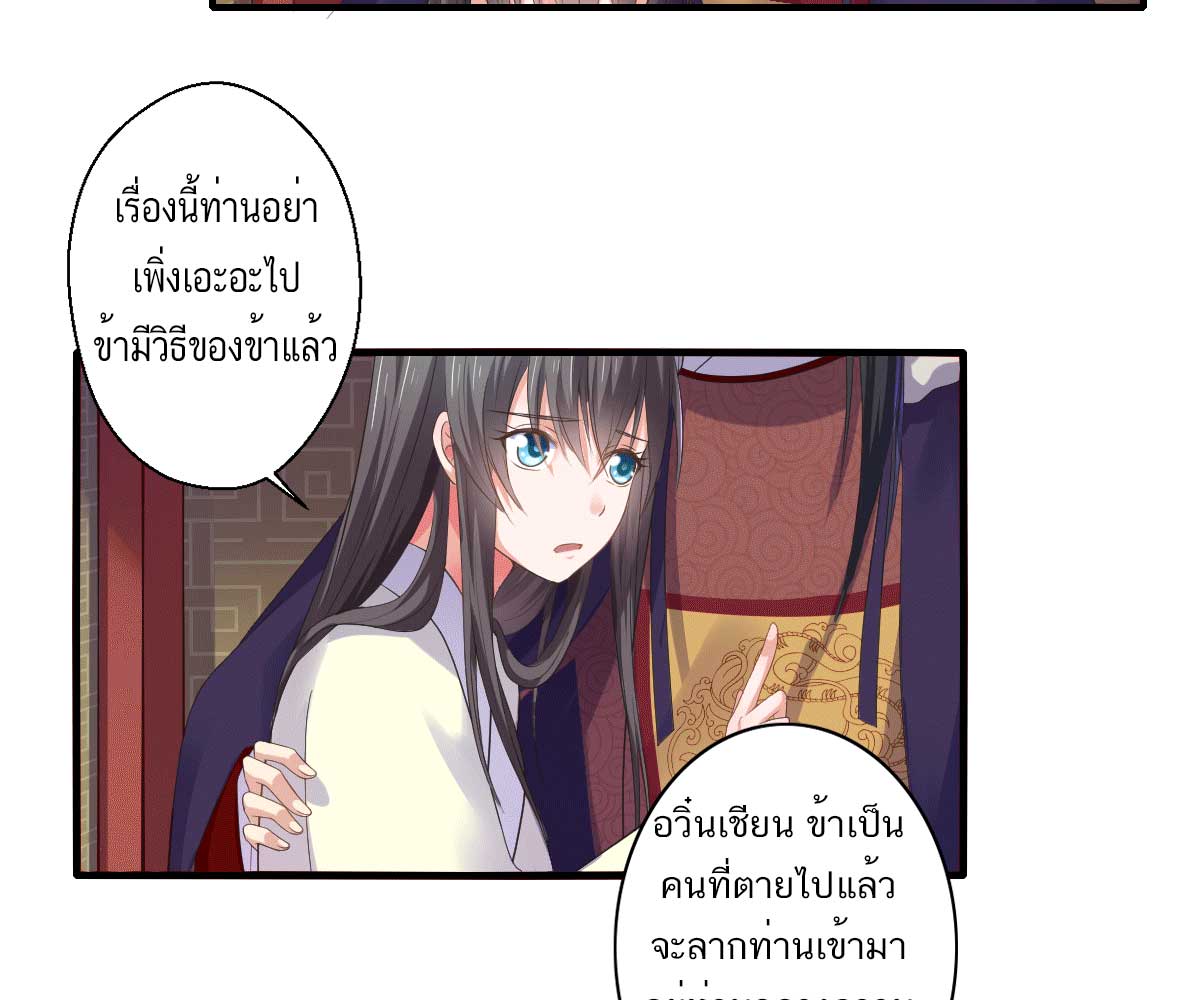 เรื่องนี้ท่านอย่า
เพิ่งเอะอะไป
ข้ามีวิธีของข้าแล้ว
อวิ๋นเชียน ข้าเป็น
คนที่ตายไปแล้ว
จะลากท่านเข้ามา